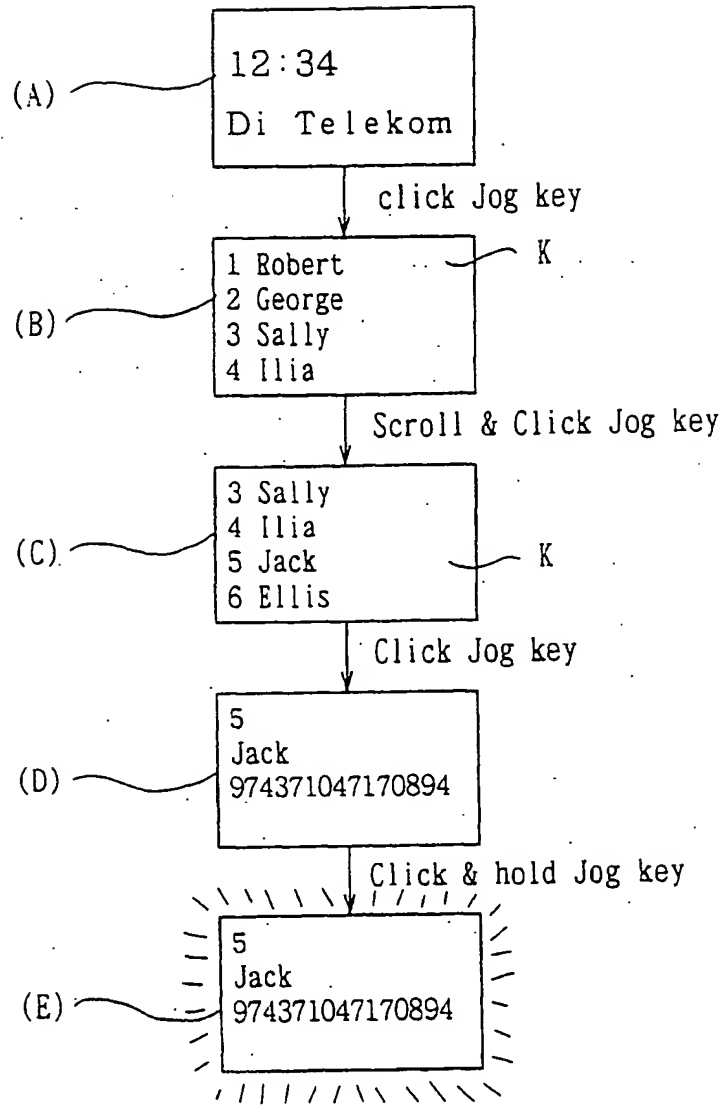 12:34
(A)
Di Telekom
click Jog key
1 Robert
K
2 George
(B)
3 Sally
4 Ilia
Scroll & Click Jog key
3 Sally
4 Ilia
(C)
5 Jack
K
6 Ellis
Click Jog key
5
Jack
(D)
974371047170894
Click & hold Jog key
5
Jack
(E)
974371047170894